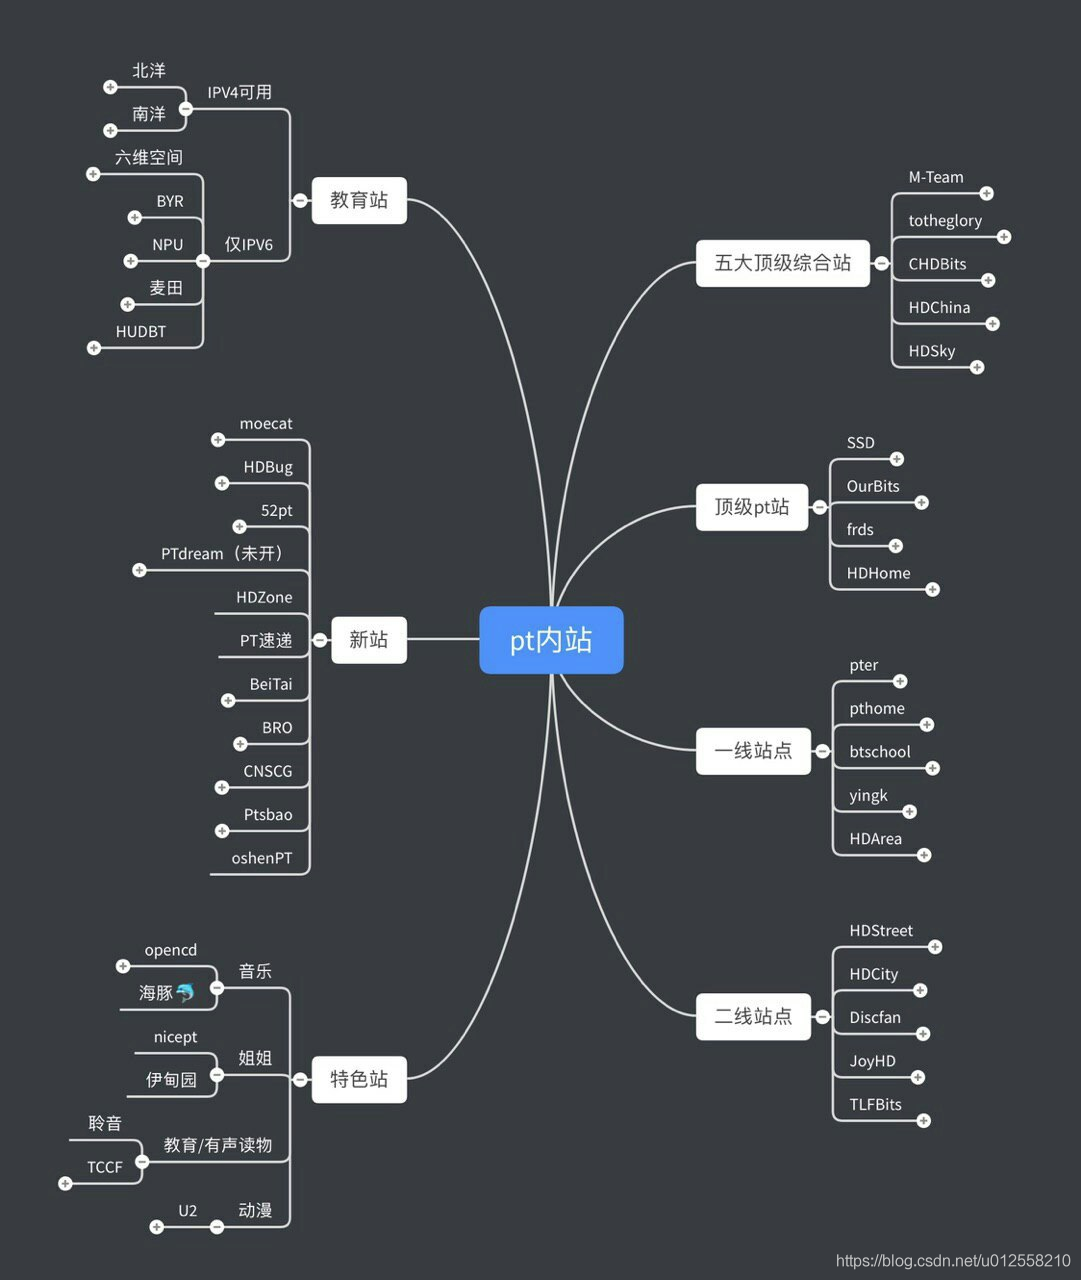 pt内站
教育站
IPV4可用
北洋
南洋
仅IPV6
六维空间
BYR
NPU
麦田
HUDBT
新站
moecat
HDBug
52pt
PTdream（未开）
HDZone
PT速递
BeiTai
BRO
CNSCG
Ptsbao
oshenPT
特色站
音乐
opencd
海豚🐬
姐姐
nicept
伊甸园
教育/有声读物
聆音
TCCF
动漫
U2
五大顶级综合站
M-Team
totheglory
CHDBits
HDChina
HDSky
顶级pt站
SSD
OurBits
frds
HDHome
一线站点
pter
pthome
btschool
yingk
HDArea
二线站点
HDStreet
HDCity
Discfan
JoyHD
TLFBits
https://blog.csdn.net/u012558210